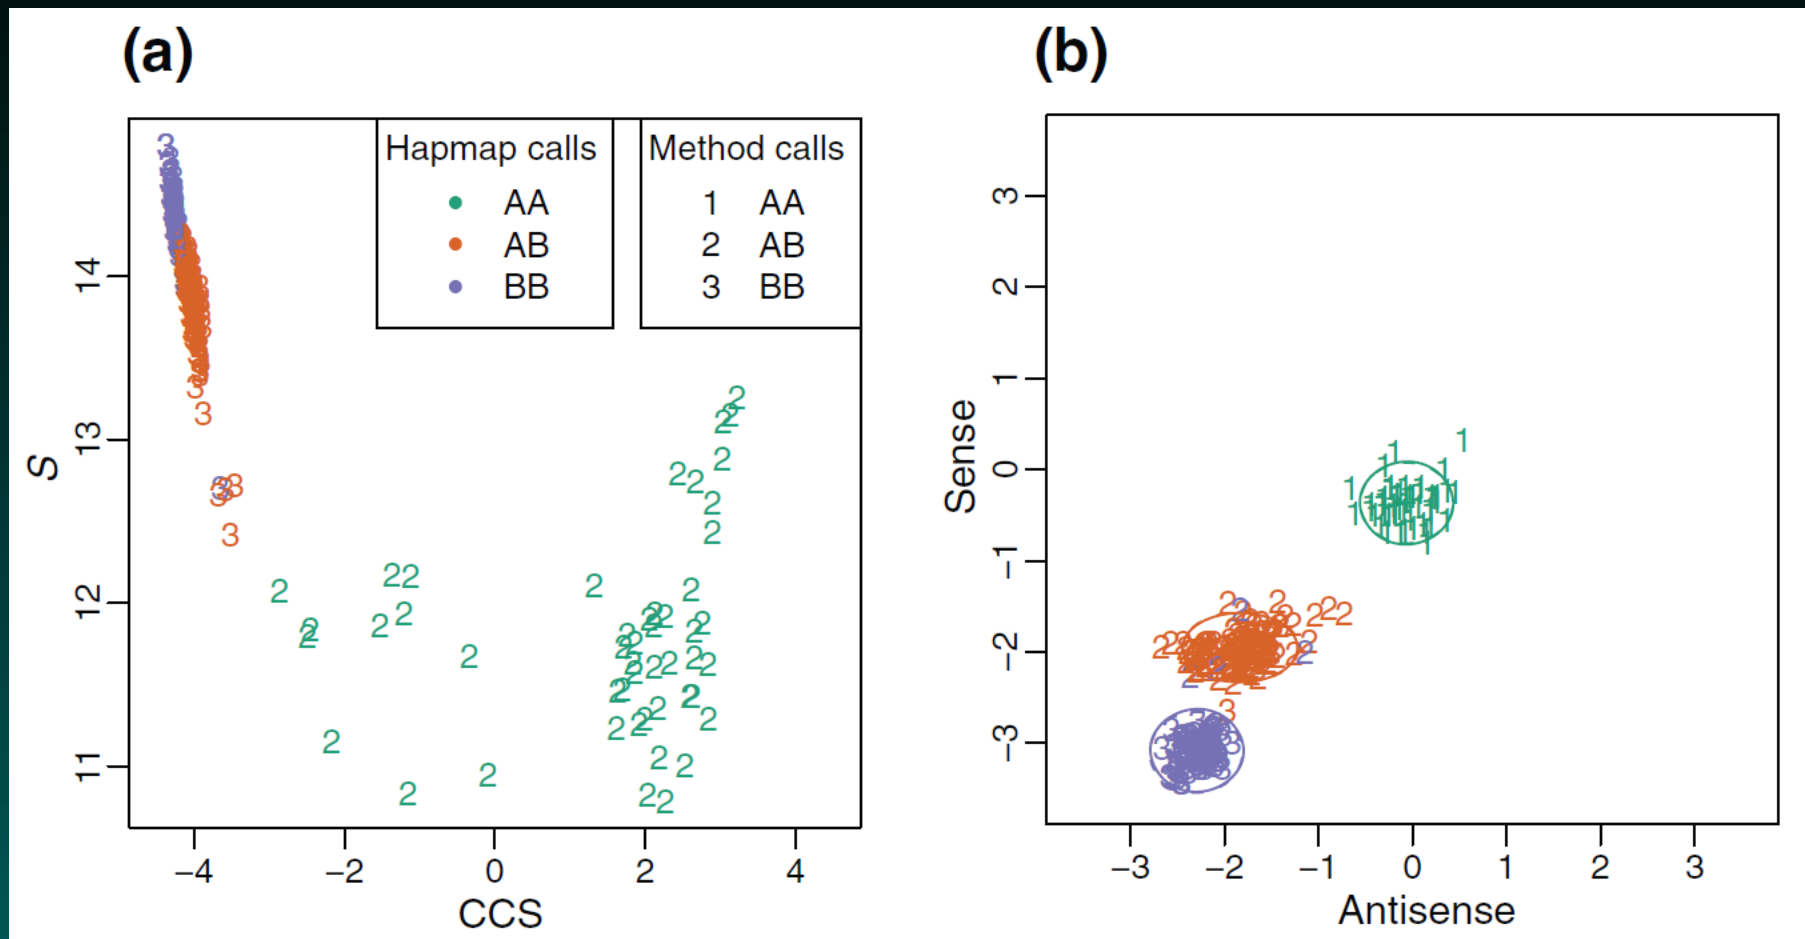 (a)
(b)
Hapmap calls
AA
AB
BB
Method calls
1 AA
2 AB
3 BB
S
14
13
12
11
−4 −2 0 2 4
CCS
Sense
3
2
1
0
−1
−2
−3
−3 −2 −1 0 1 2 3
Antisense